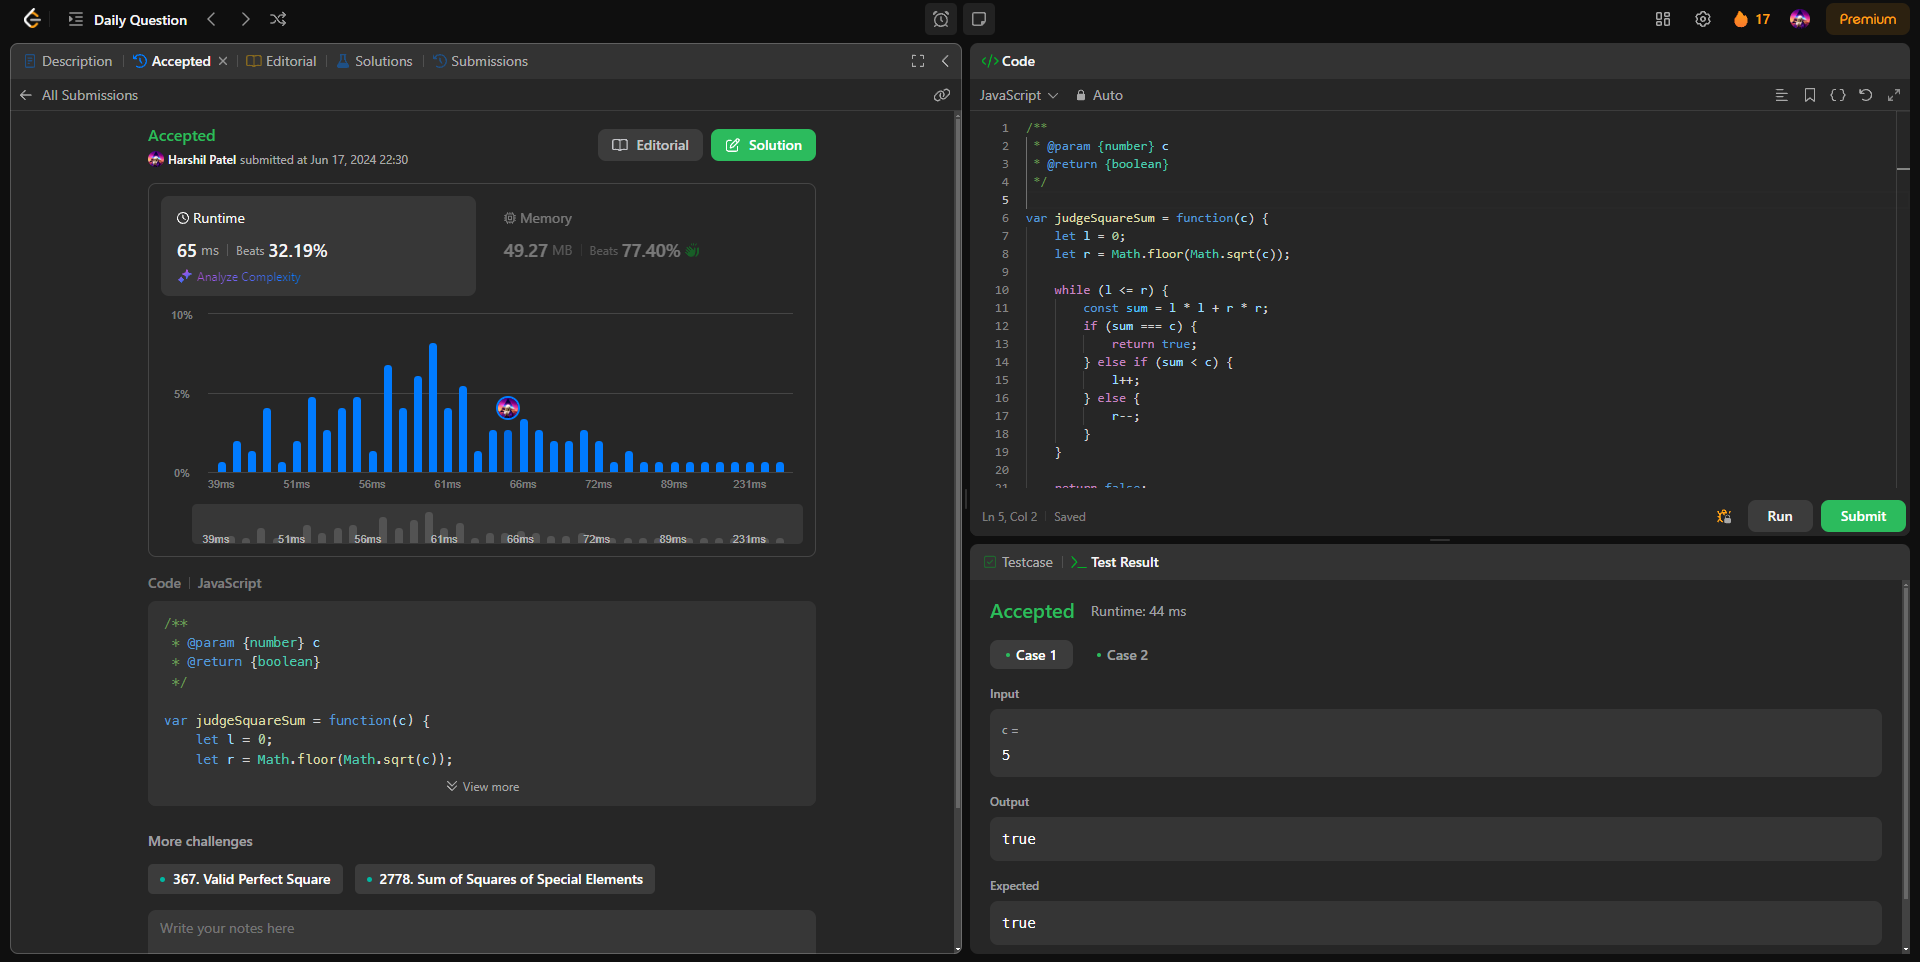 Daily Question
17
Premium
Description
Accepted
Editorial
Solutions
Submissions
All Submissions
Accepted
Harshil Patel submitted at Jun 17, 2024 22:30
Editorial
Solution
Runtime
65 ms
Beats 32.19%
Analyze Complexity
Memory
49.27 MB
Beats 77.40%
10%
5%
0%
39ms 51ms 56ms 61ms 66ms 72ms 89ms 231ms
39ms 51ms 56ms 61ms 66ms 72ms 89ms 231ms
Code JavaScript
/**
 * @param {number} c
 * @return {boolean}
 */
var judgeSquareSum = function(c) {
    let l = 0;
    let r = Math.floor(Math.sqrt(c));
View more
More challenges
367. Valid Perfect Square
2778. Sum of Squares of Special Elements
Write your notes here
</> Code
JavaScript
Auto
1 /**
2  * @param {number} c
3  * @return {boolean}
4  */
5
6 var judgeSquareSum = function(c) {
7     let l = 0;
8     let r = Math.floor(Math.sqrt(c));
9
10     while (l <= r) {
11         const sum = l * l + r * r;
12         if (sum === c) {
13             return true;
14         } else if (sum < c) {
15             l++;
16         } else {
17             r--;
18         }
19     }
20
21     return false;
Ln 5, Col 2 Saved
Run
Submit
Testcase
Test Result
Accepted
Runtime: 44 ms
Case 1
Case 2
Input
c =
5
Output
true
Expected
true